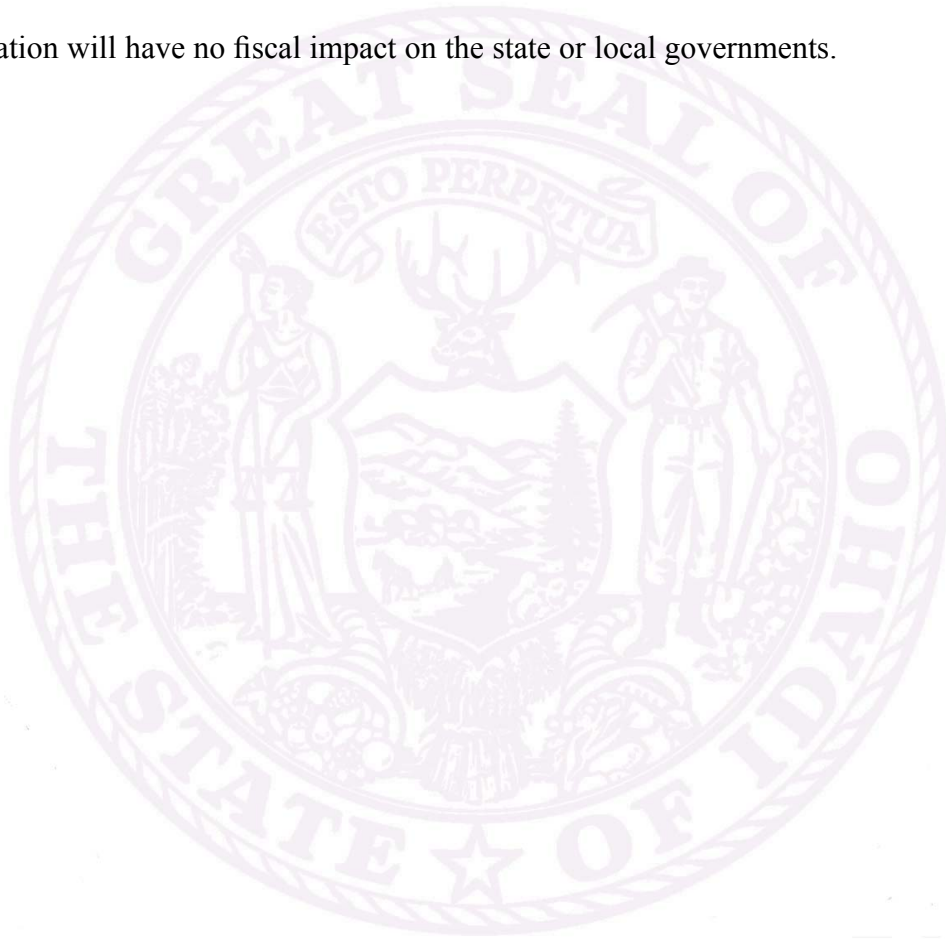 ation will have no fiscal impact on the state or local governments.
GREAT SEAL OF
ESTO PERPETUA
THE STATE OF IDAHO